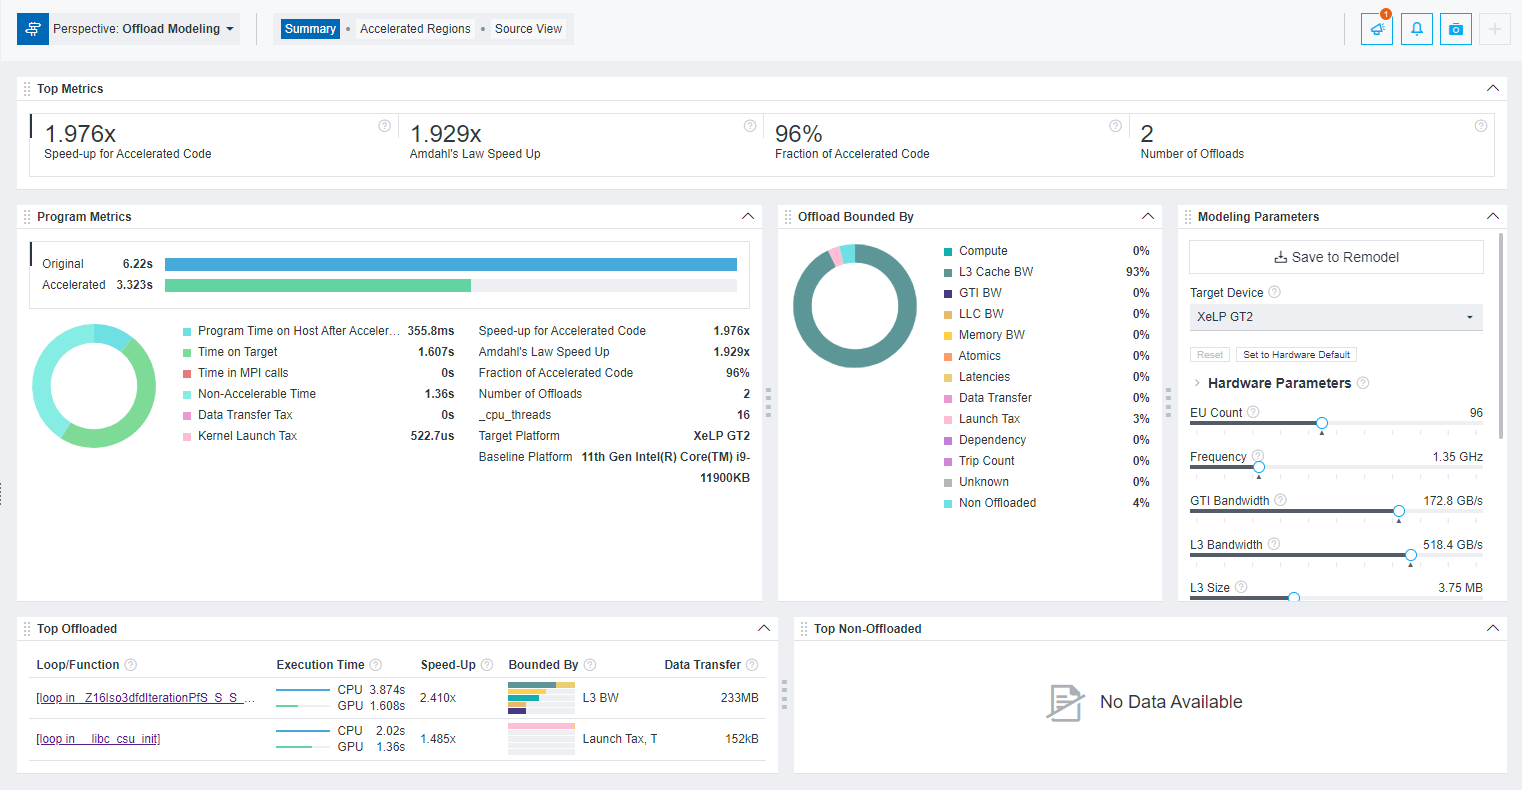 Perspective: Offload Modeling
Summary • Accelerated Regions • Source View
1
Top Metrics
1.976x
Speed-up for Accelerated Code
1.929x
Amdahl's Law Speed Up
96%
Fraction of Accelerated Code
2
Number of Offloads
Program Metrics
Original 6.22s
Accelerated 3.323s
Program Time on Host After Acceler... 355.8ms
Time on Target 1.607s
Time in MPI calls 0s
Non-Accelerable Time 1.36s
Data Transfer Tax 0s
Kernel Launch Tax 522.7us
Speed-up for Accelerated Code 1.976x
Amdahl's Law Speed Up 1.929x
Fraction of Accelerated Code 96%
Number of Offloads 2
_cpu_threads 16
Target Platform XeLP GT2
Baseline Platform 11th Gen Intel(R) Core(TM) i9-
11900KB
Offload Bounded By
Compute 0%
L3 Cache BW 93%
GTI BW 0%
LLC BW 0%
Memory BW 0%
Atomics 0%
Latencies 0%
Data Transfer 0%
Launch Tax 3%
Dependency 0%
Trip Count 0%
Unknown 0%
Non Offloaded 4%
Modeling Parameters
Save to Remodel
Target Device ?
XeLP GT2
Reset Set to Hardware Default
Hardware Parameters ?
EU Count ? 96
Frequency ? 1.35 GHz
GTI Bandwidth ? 172.8 GB/s
L3 Bandwidth ? 518.4 GB/s
L3 Size ? 3.75 MB
Top Offloaded
Loop/Function ? Execution Time ? Speed-Up ? Bounded By ? Data Transfer ?
[loop in _Z16Iso3dfdIterationPfS_S_S_... CPU 3.874s GPU 1.608s 2.410x L3 BW 233MB
[loop in __libc_csu_init] CPU 2.02s GPU 1.36s 1.485x Launch Tax, T 152kB
Top Non-Offloaded
No Data Available